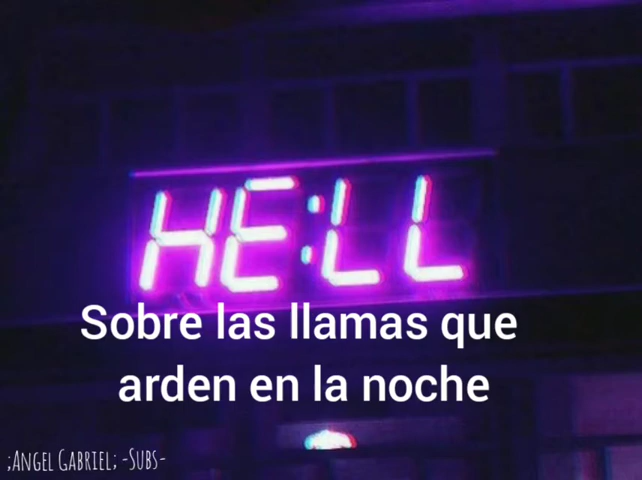 HE:LL
Sobre las llamas que
arden en la noche
;Angel Gabriel; -Subs-